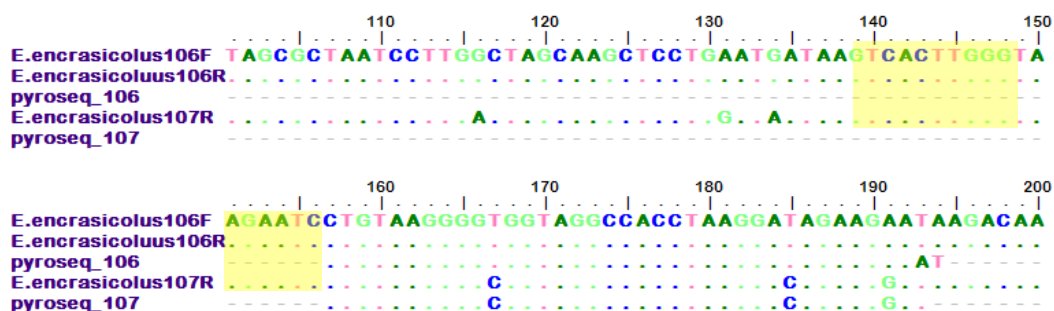 110 120 130 140 150
E.encrasicolus106F TAGCGCTAATCCTTGGCTAGCAAGCTCCTGAATGATAAGTCACTTGGGTA
E.encrasicoluus106R ..................................................
pyroseq_106 --------------------------------------------------
E.encrasicolus107R ...............A..............G..A................
pyroseq_107 --------------------------------------------------
160 170 180 190 200
E.encrasicolus106F AGAATCCTGTAAGGGGTGGTAGGCCACCTAAGGATAGAAGAATAAGACAA
E.encrasicoluus106R ..................................................
pyroseq_106 ------....................................AT------
E.encrasicolus107R ................C.................C.....G.........
pyroseq_107 ------..........C.................C.....G..-------